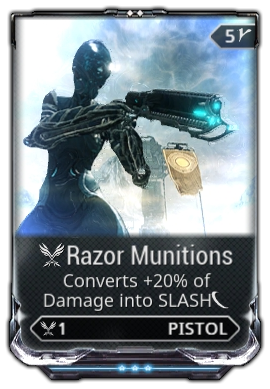 5
Razor Munitions
Converts +20% of
Damage into SLASH
1 PISTOL